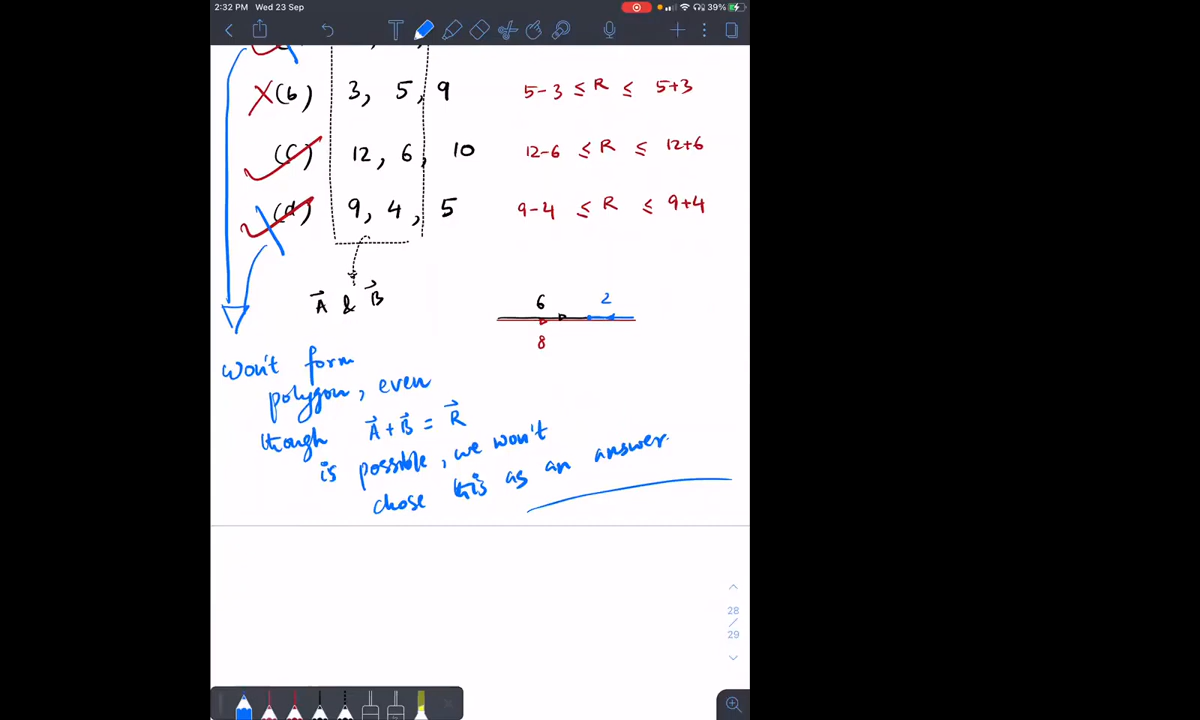 2:32 PM Wed 23 Sep 39%
T
(b) 3, 5, 9 5-3 ≤ R ≤ 5+3
(c) 12, 6, 10 12-6 ≤ R ≤ 12+6
(d) 9, 4, 5 9-4 ≤ R ≤ 9+4
A⃗ & B⃗
6 2
8
won't form
polygon, even
though A⃗+B⃗ = R⃗
is possible, we won't
chose this as an answer.
28
/
29